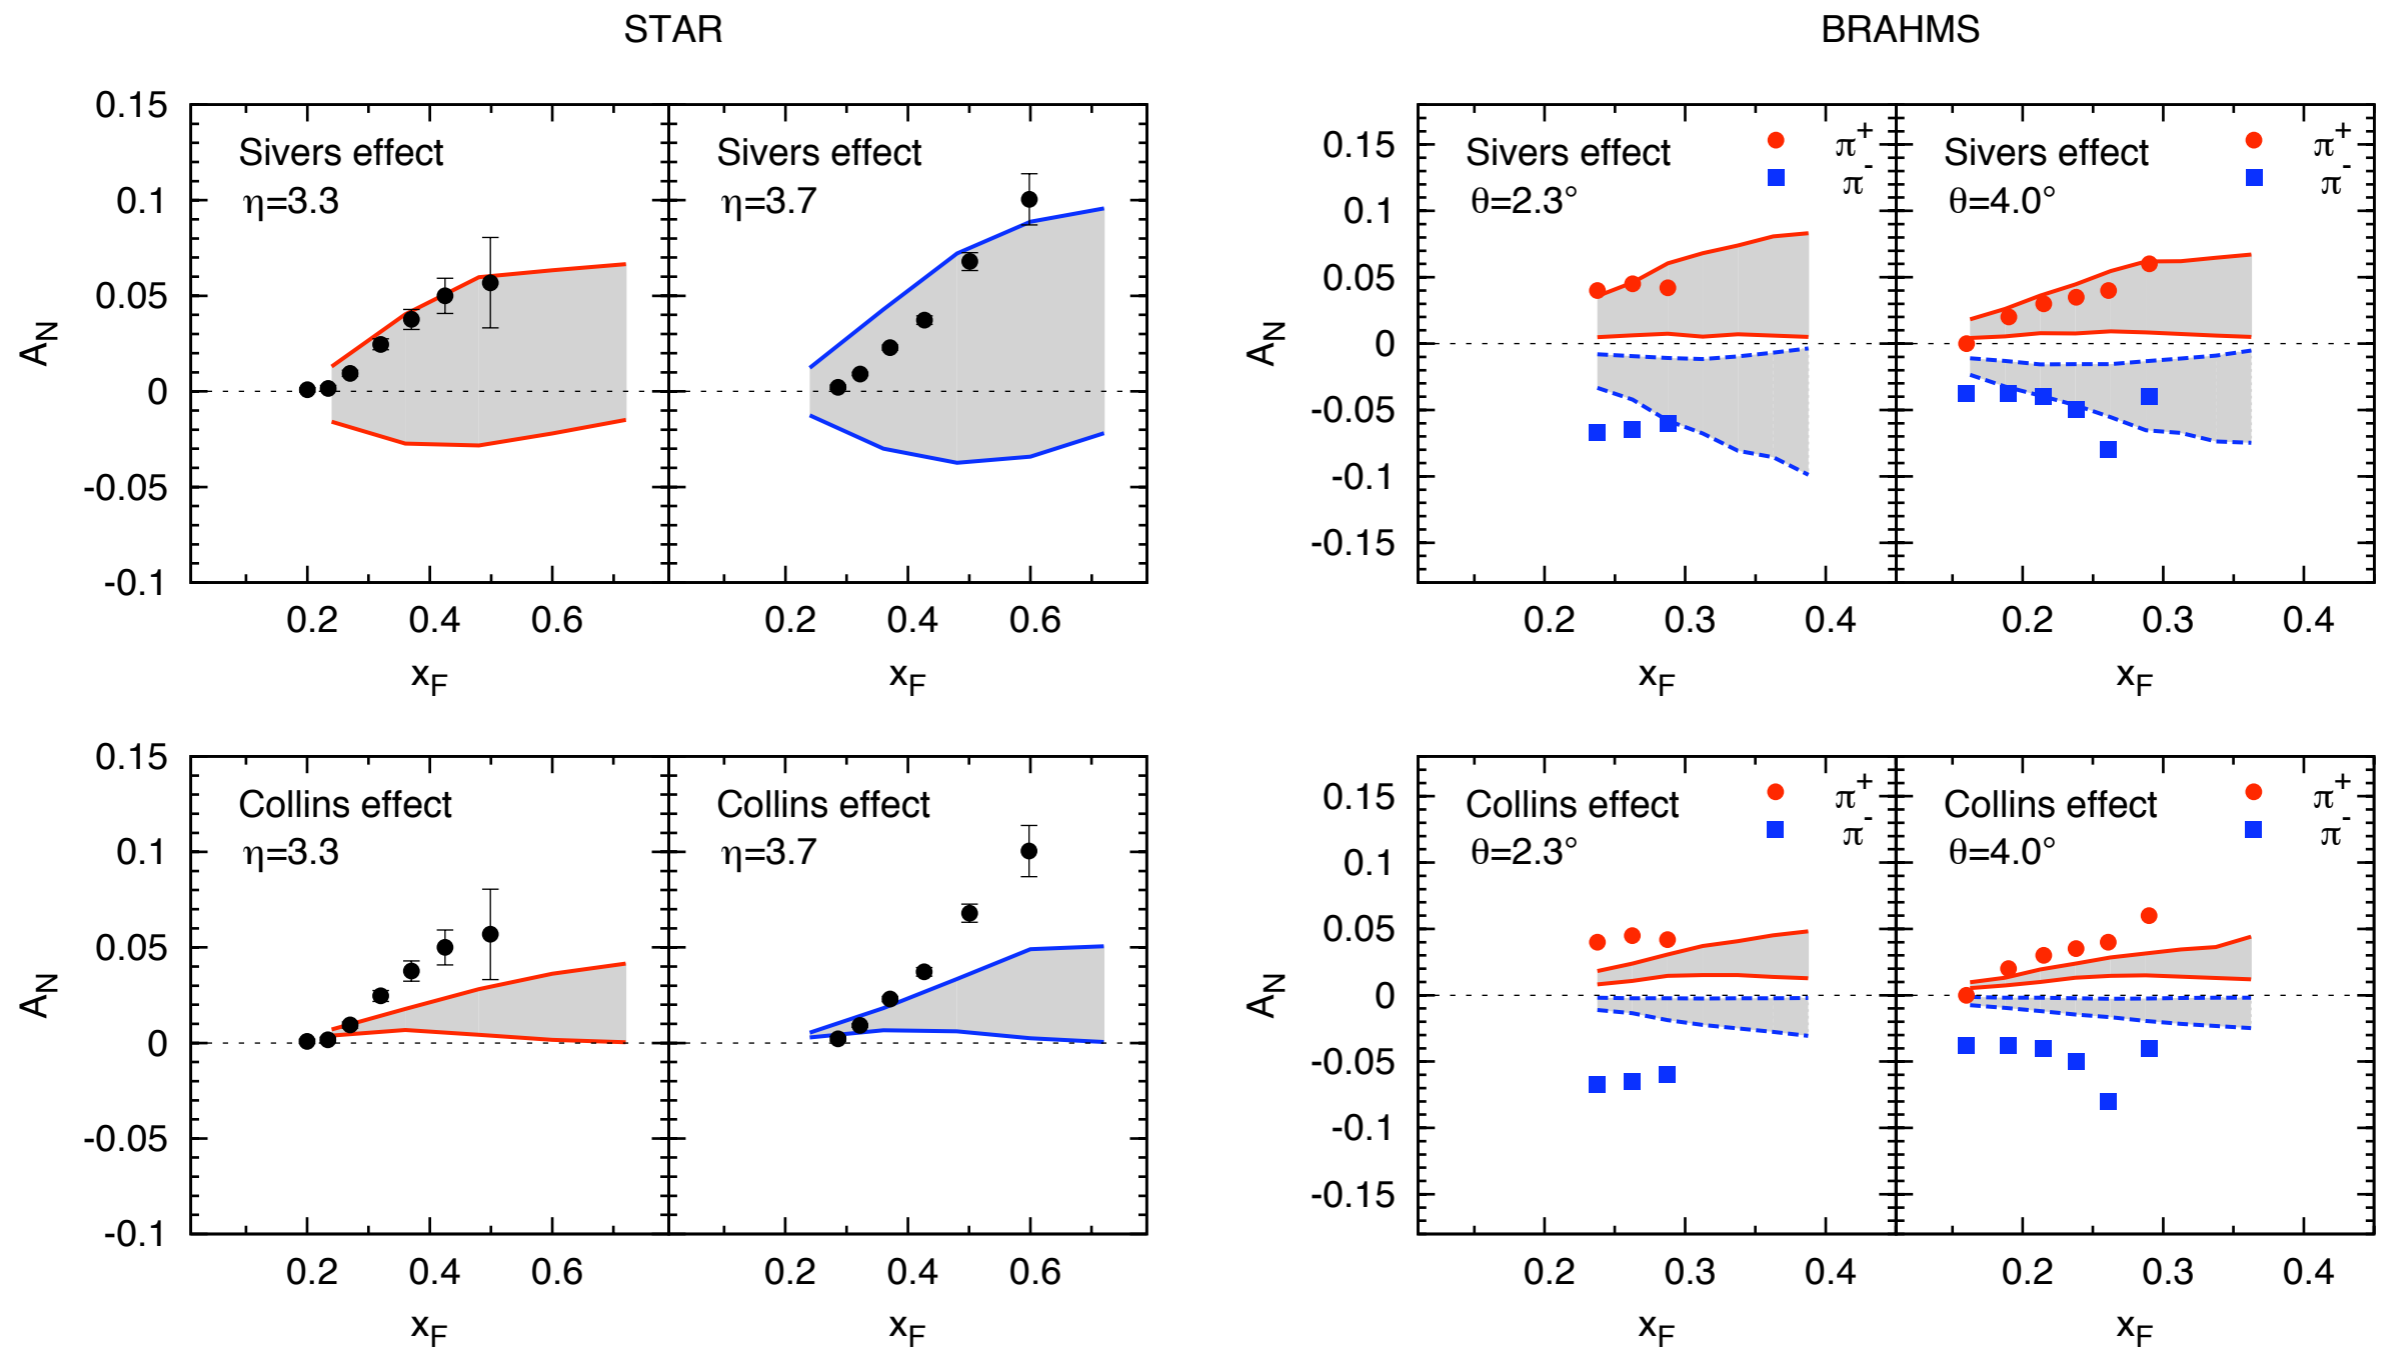 STAR
BRAHMS
0.15
0.1
0.05
0
-0.05
-0.1
A_N
Sivers effect
η=3.3
Sivers effect
η=3.7
0.2 0.4 0.6
0.2 0.4 0.6
x_F
x_F
0.15
0.1
0.05
0
-0.05
-0.1
-0.15
A_N
Sivers effect
θ=2.3°
π⁺
π⁻
Sivers effect
θ=4.0°
π⁺
π⁻
0.2 0.3 0.4
0.2 0.3 0.4
x_F
x_F
0.15
0.1
0.05
0
-0.05
-0.1
A_N
Collins effect
η=3.3
Collins effect
η=3.7
0.2 0.4 0.6
0.2 0.4 0.6
x_F
x_F
0.15
0.1
0.05
0
-0.05
-0.1
-0.15
A_N
Collins effect
θ=2.3°
π⁺
π⁻
Collins effect
θ=4.0°
π⁺
π⁻
0.2 0.3 0.4
0.2 0.3 0.4
x_F
x_F